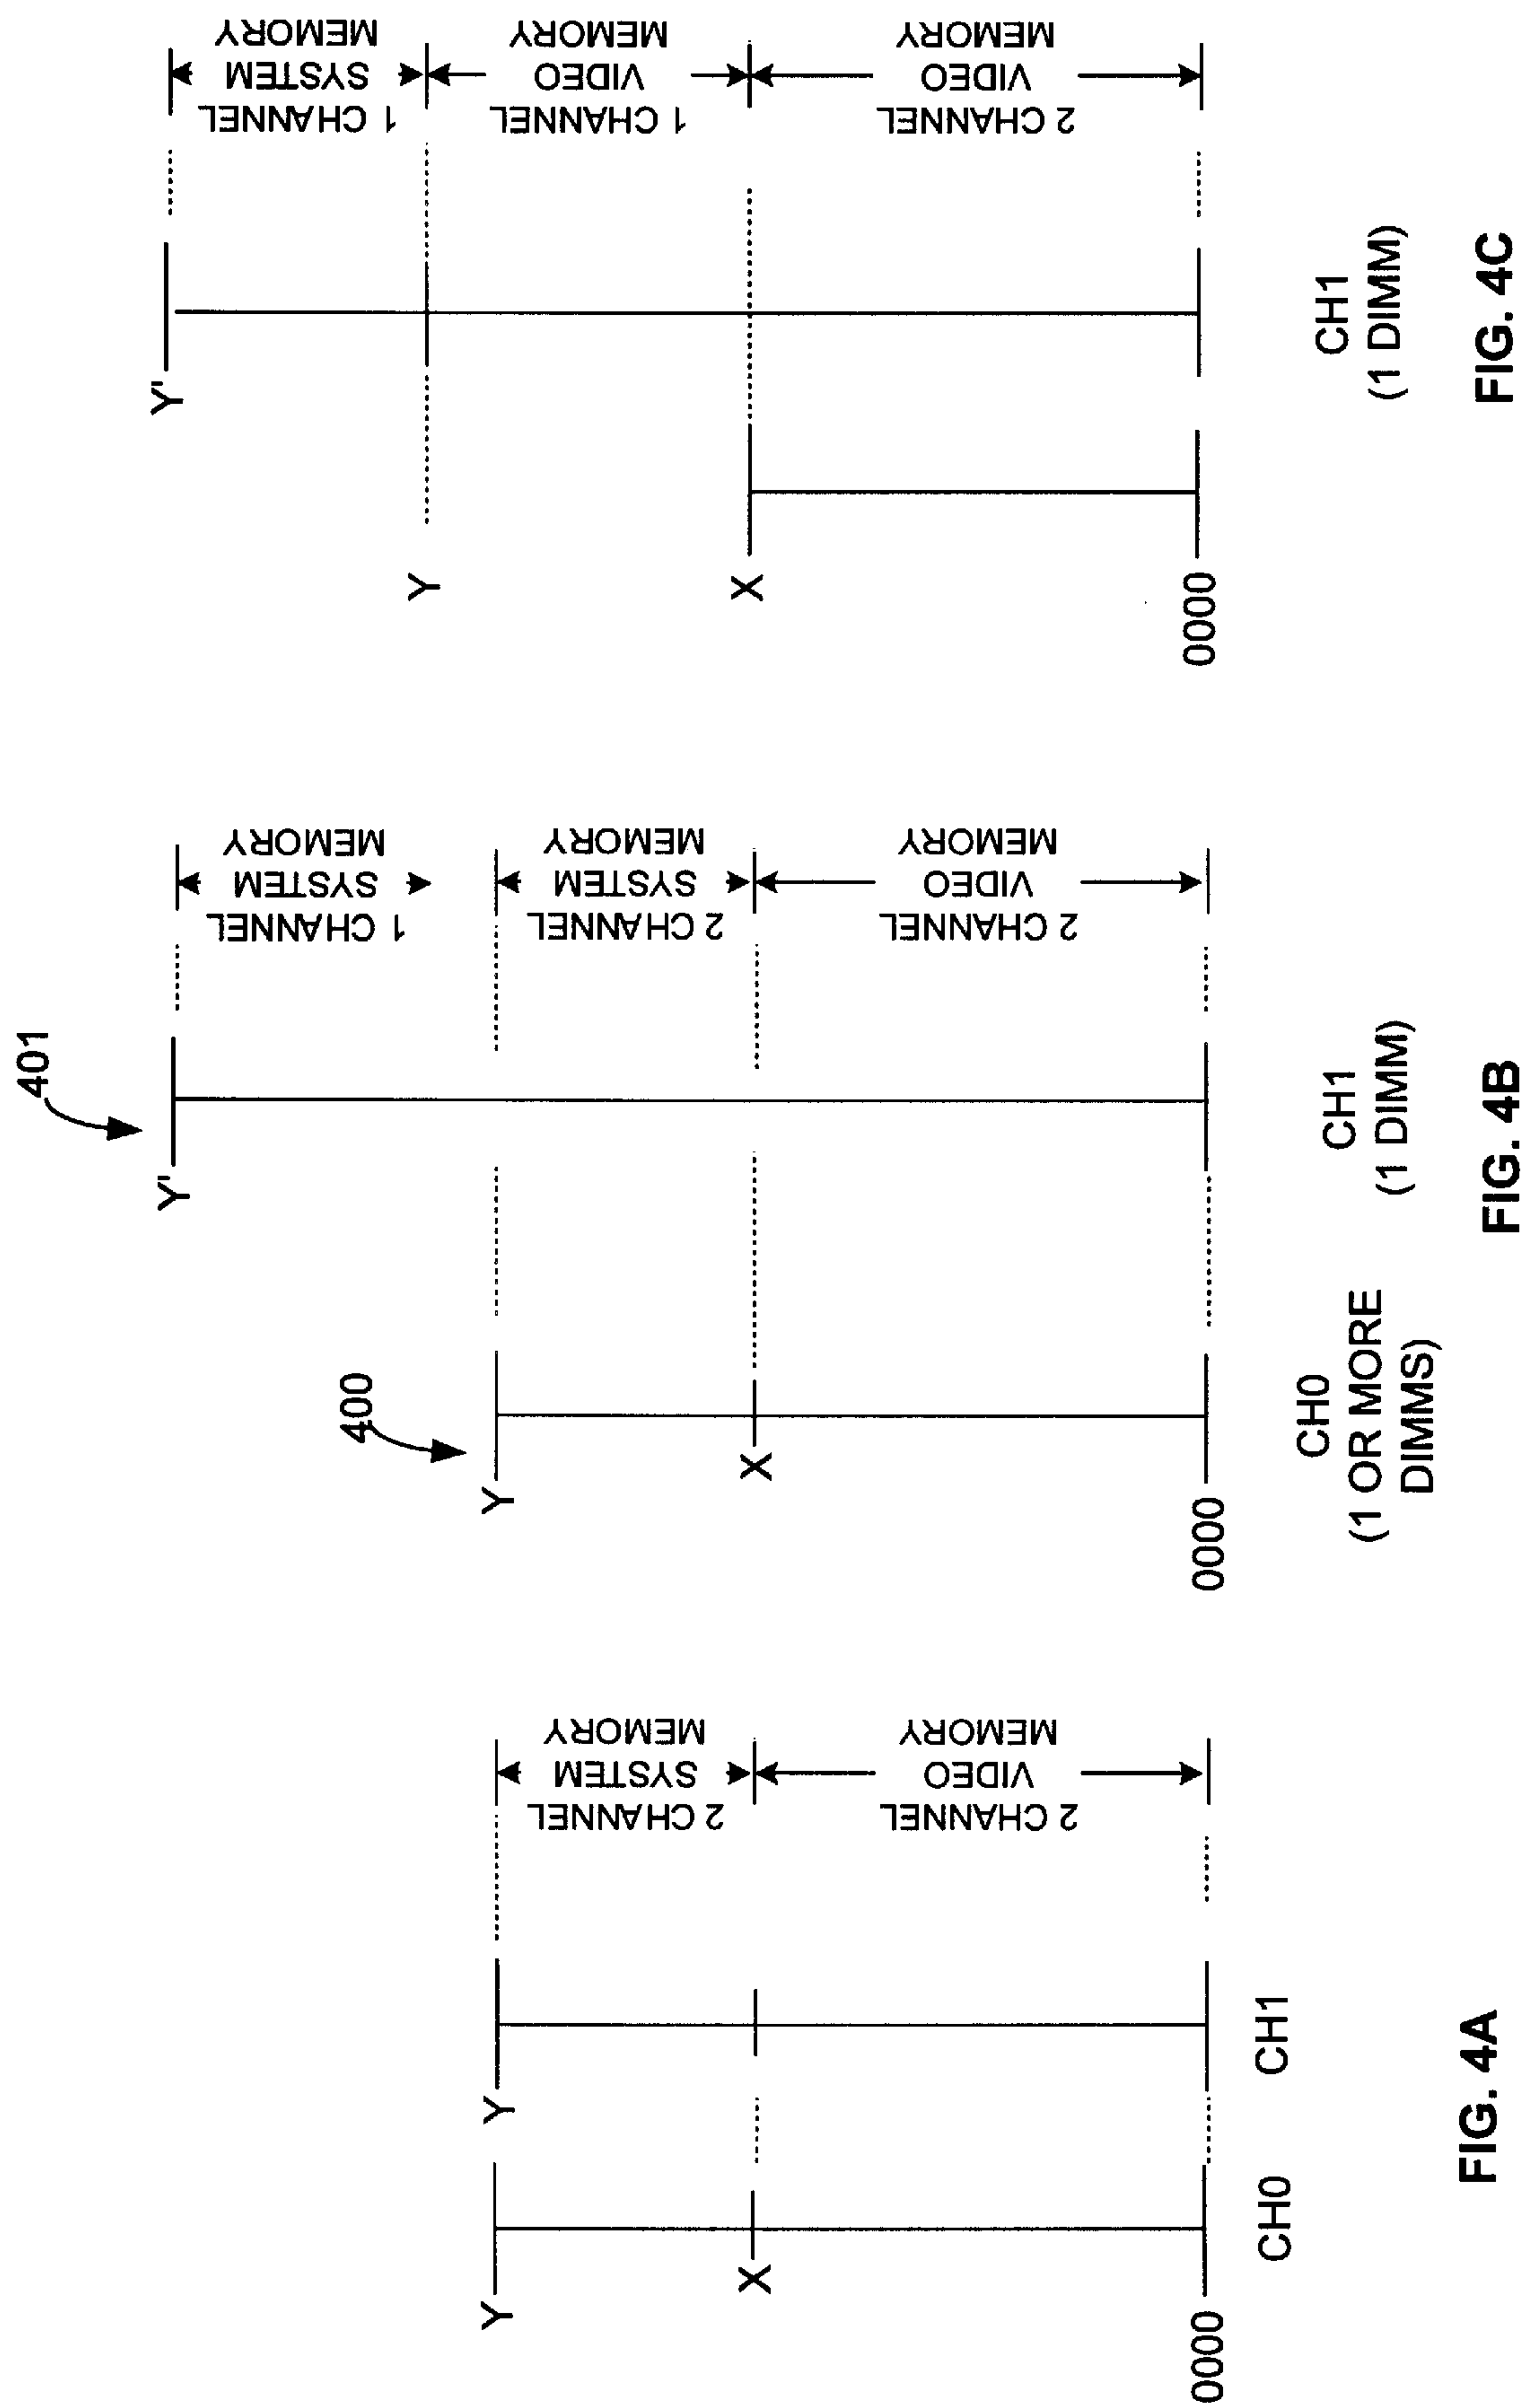 Y
Y
X
0000
CH0
CH1
2 CHANNEL
SYSTEM
MEMORY
2 CHANNEL
VIDEO
MEMORY
FIG. 4A
400
401
Y
Y'
X
0000
CH0
(1 OR MORE
DIMMS)
CH1
(1 DIMM)
1 CHANNEL
SYSTEM
MEMORY
2 CHANNEL
SYSTEM
MEMORY
2 CHANNEL
VIDEO
MEMORY
FIG. 4B
Y'
Y
X
0000
CH1
(1 DIMM)
1 CHANNEL
SYSTEM
MEMORY
1 CHANNEL
VIDEO
MEMORY
2 CHANNEL
VIDEO
MEMORY
FIG. 4C